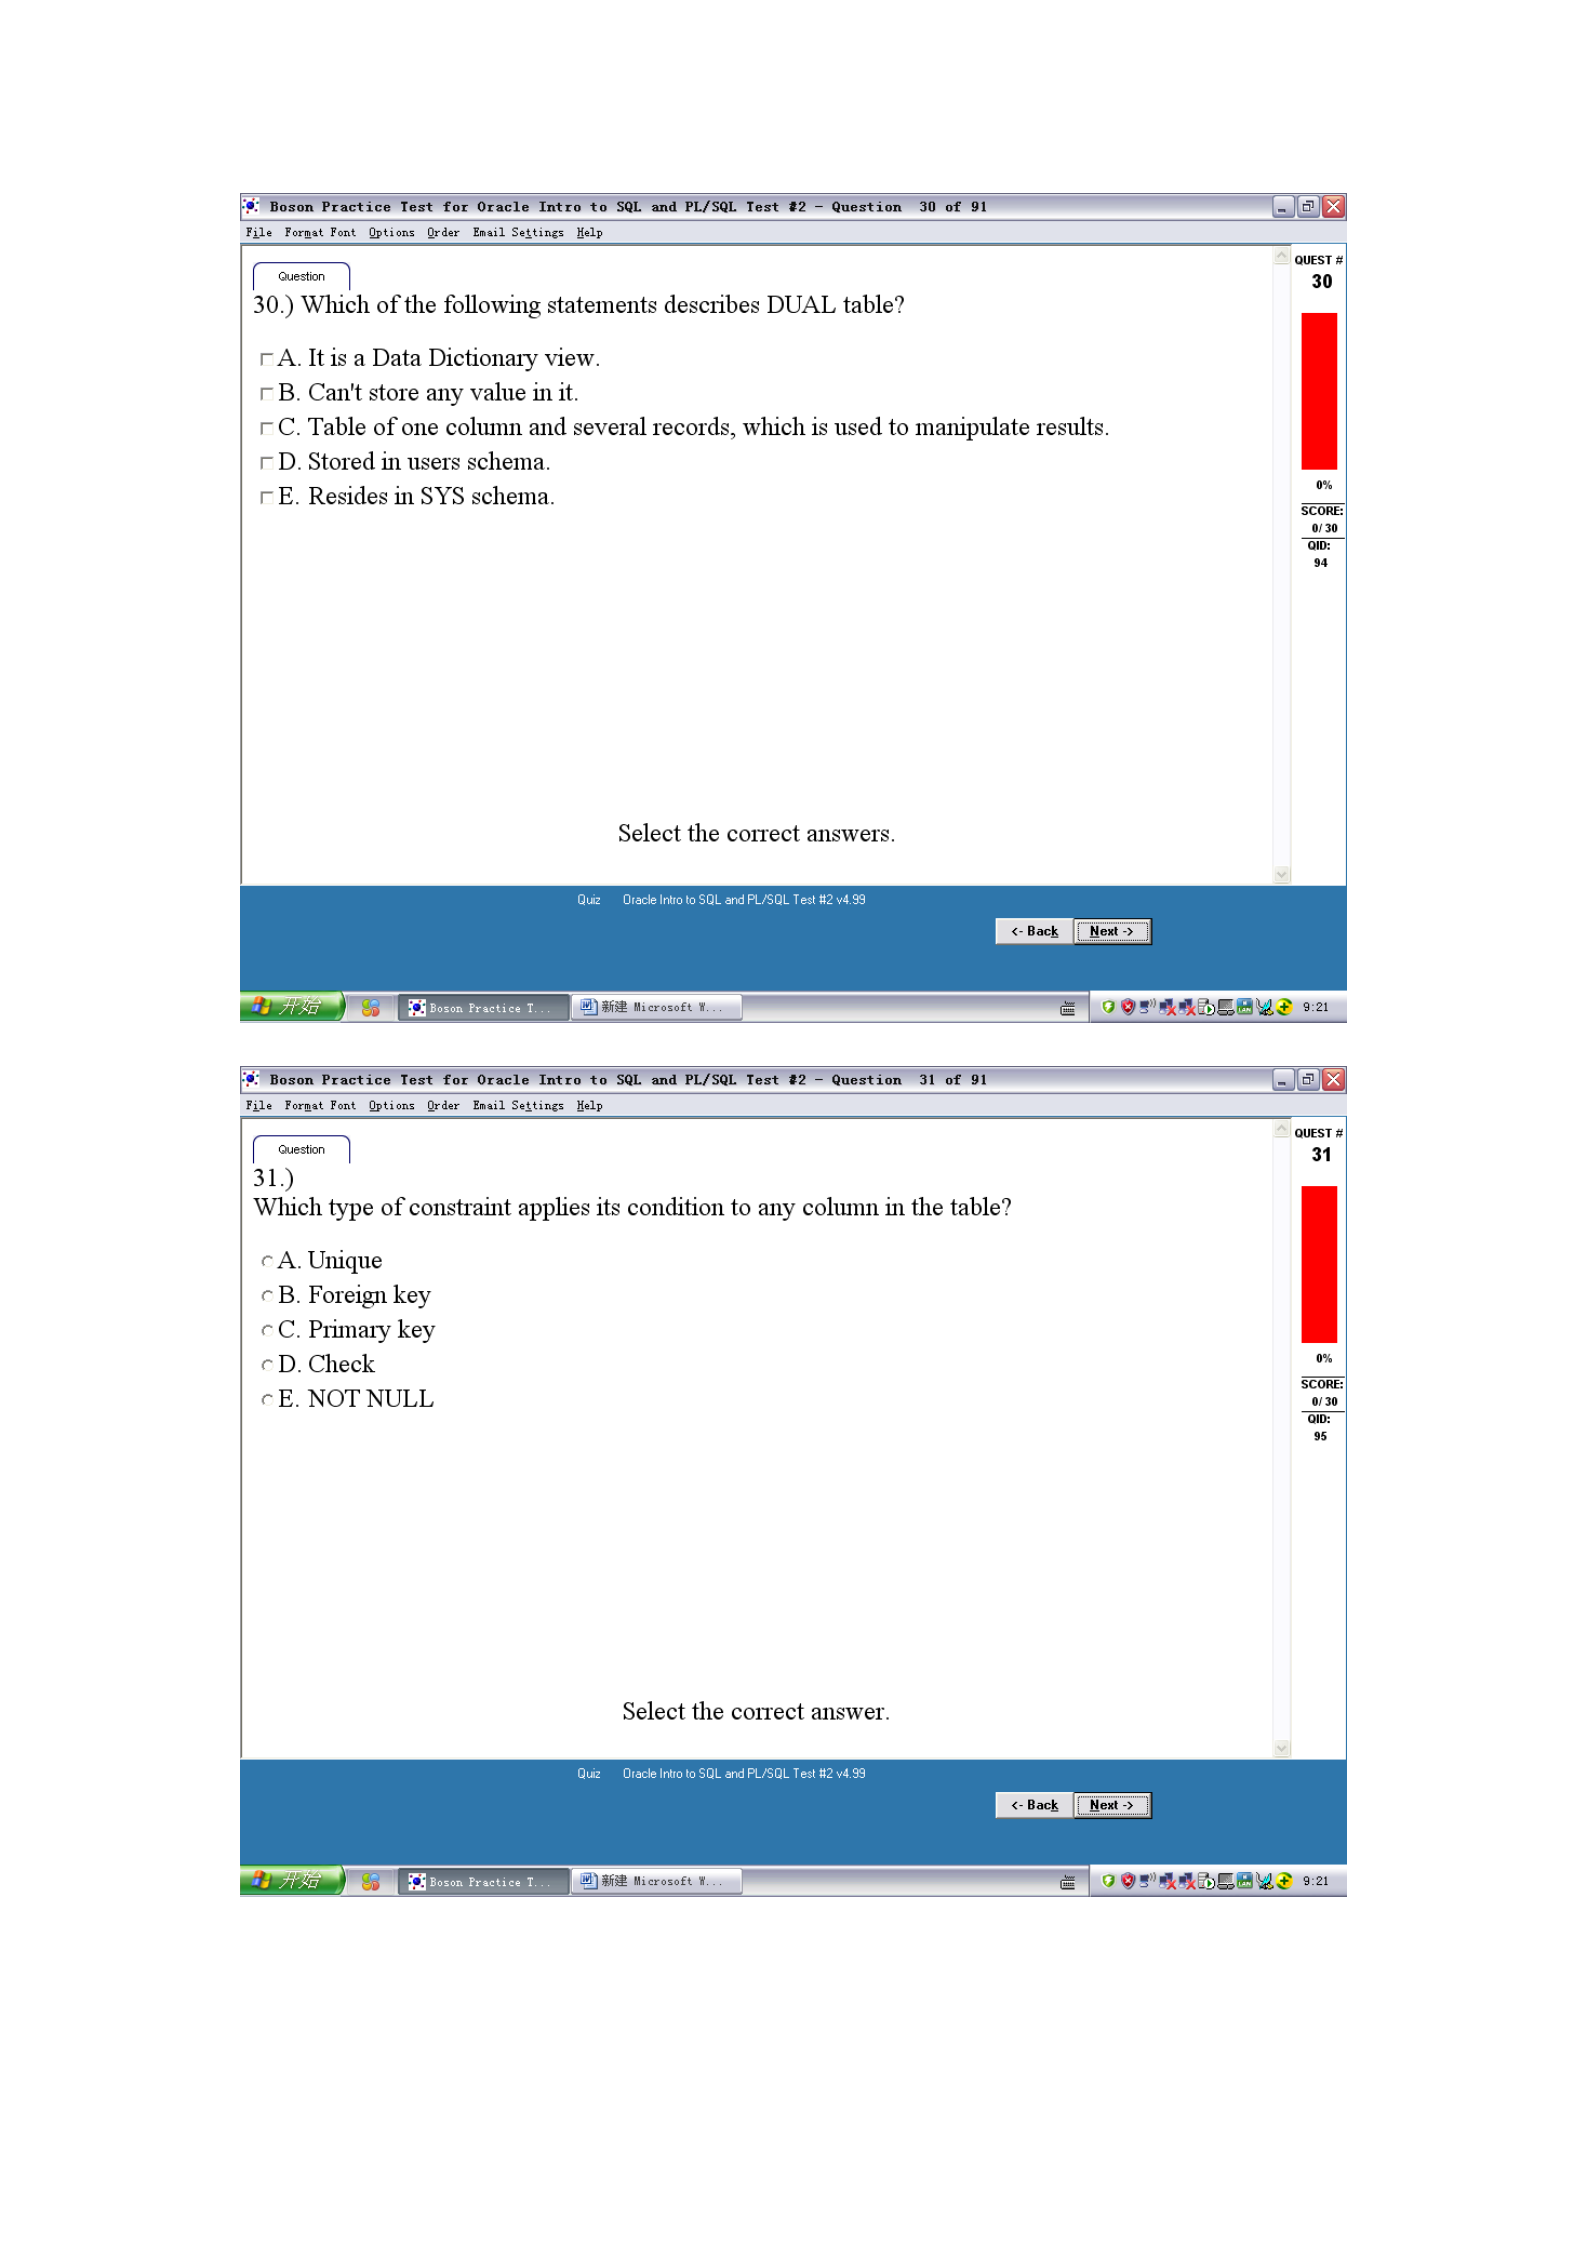 Boson Practice Test for Oracle Intro to SQL and PL/SQL Test #2 - Question 30 of 91
File Format Font Options Order Email Settings Help
Question
QUEST #
30
30.) Which of the following statements describes DUAL table?
A. It is a Data Dictionary view.
B. Can't store any value in it.
C. Table of one column and several records, which is used to manipulate results.
D. Stored in users schema.
E. Resides in SYS schema.
0%
SCORE:
0/30
QID:
94
Select the correct answers.
Quiz Oracle Intro to SQL and PL/SQL Test #2 v4.99
<- Back Next ->
开始 Boson Practice T... 新建 Microsoft W... 9:21
Boson Practice Test for Oracle Intro to SQL and PL/SQL Test #2 - Question 31 of 91
File Format Font Options Order Email Settings Help
Question
QUEST #
31
31.)
Which type of constraint applies its condition to any column in the table?
A. Unique
B. Foreign key
C. Primary key
D. Check
E. NOT NULL
0%
SCORE:
0/30
QID:
95
Select the correct answer.
Quiz Oracle Intro to SQL and PL/SQL Test #2 v4.99
<- Back Next ->
开始 Boson Practice T... 新建 Microsoft W... 9:21